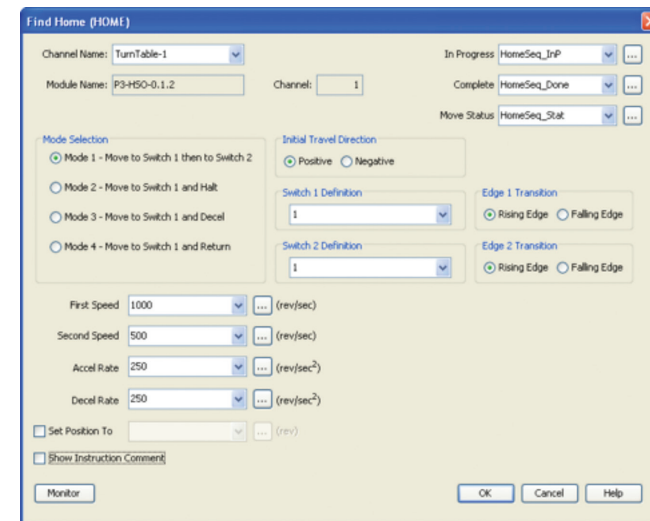 Find Home (HOME)
Channel Name: TurnTable-1
In Progress HomeSeq_InP ...
Module Name: P3-HSO-0.1.2 Channel: 1
Complete HomeSeq_Done ...
Move Status HomeSeq_Stat ...
Mode Selection
Mode 1 - Move to Switch 1 then to Switch 2
Mode 2 - Move to Switch 1 and Halt
Mode 3 - Move to Switch 1 and Decel
Mode 4 - Move to Switch 1 and Return
Initial Travel Direction
Positive Negative
Switch 1 Definition
1
Edge 1 Transition
Rising Edge Falling Edge
Switch 2 Definition
1
Edge 2 Transition
Rising Edge Falling Edge
First Speed 1000 ... (rev/sec)
Second Speed 500 ... (rev/sec)
Accel Rate 250 ... (rev/sec²)
Decel Rate 250 ... (rev/sec²)
Set Position To ... (rev)
Show Instruction Comment
Monitor OK Cancel Help